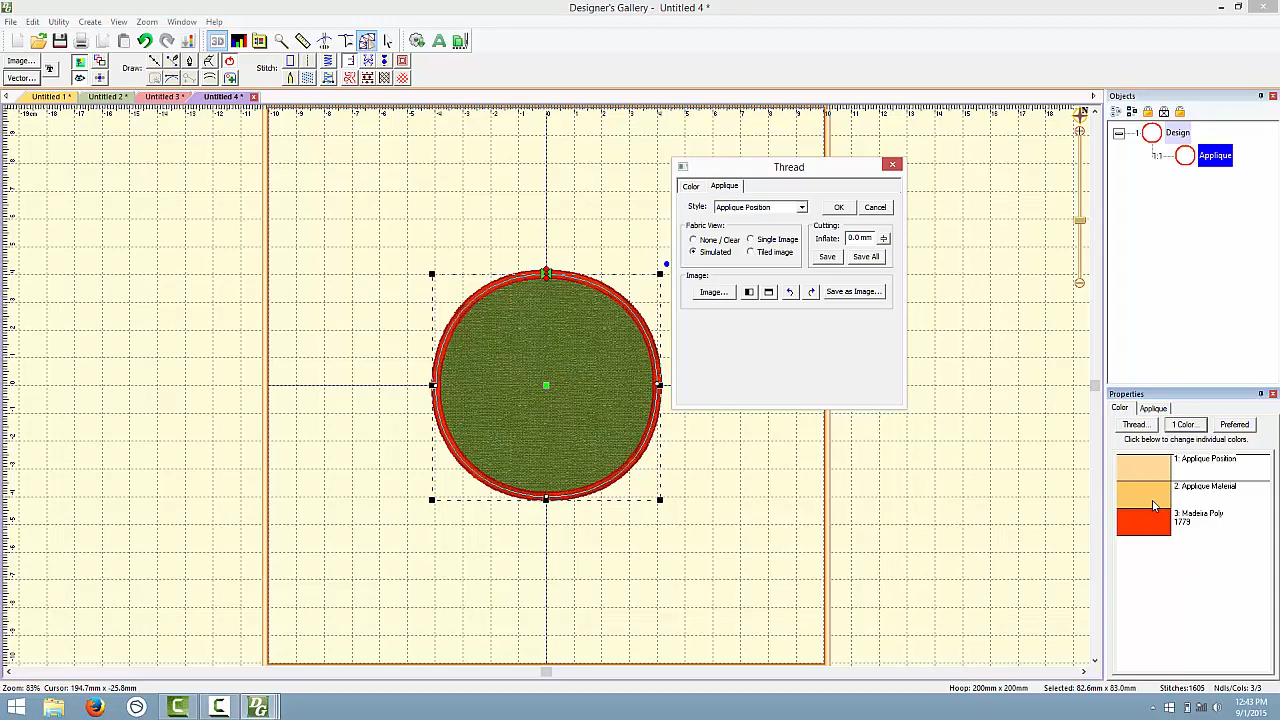 Designer's Gallery - Untitled 4 *
File Edit Utility Create View Zoom Window Help
3D
Image...
Vector...
Draw:
Stitch:
Untitled 1 *
Untitled 2 *
Untitled 3 *
Untitled 4 *
Thread
Color
Applique
Style:
Applique Position
OK
Cancel
Fabric View:
None / Clear
Single Image
Simulated
Tiled image
Cutting:
Inflate:
0.0 mm
Save
Save All
Image:
Image...
Save as Image...
Objects
1
Design
1:1
Applique
Properties
Color
Applique
Thread...
1 Color...
Preferred
Click below to change individual colors.
1: Applique Position
2: Applique Material
3: Madeira Poly
1779
Zoom: 83% Cursor: 194.7mm x -25.8mm
Hoop: 200mm x 200mm
Selected: 82.6mm x 83.0mm
Stitches:1605
Ndls/Cols: 3/3
12:43 PM
9/1/2015